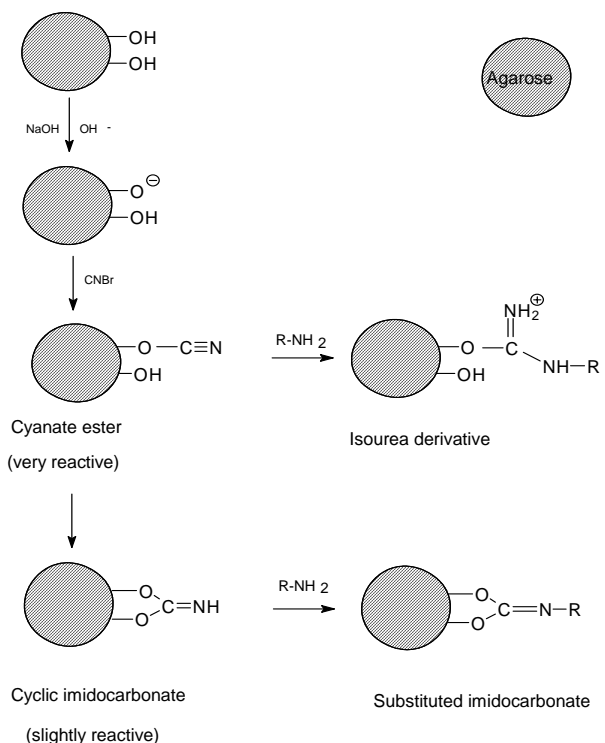 OH
OH
Agarose
NaOH OH -
O ⊖
OH
CNBr
O C≡N
OH
R-NH 2
NH2 ⊕
O C NH R
OH
Cyanate ester
(very reactive)
Isourea derivative
O
O
C=NH
R-NH 2
O
O
C=N R
Cyclic imidocarbonate
(slightly reactive)
Substituted imidocarbonate